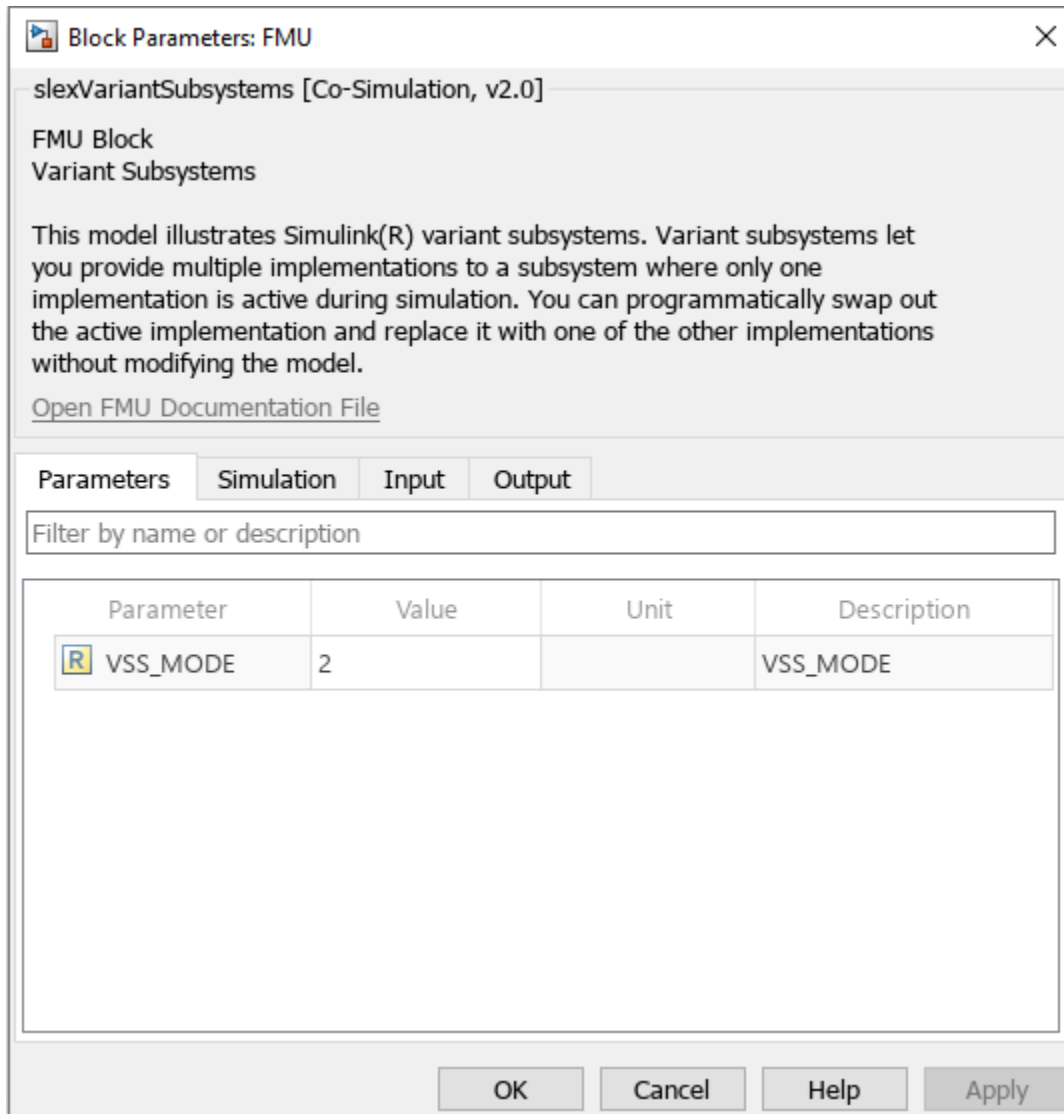 Block Parameters: FMU
slexVariantSubsystems [Co-Simulation, v2.0]
FMU Block
Variant Subsystems
This model illustrates Simulink(R) variant subsystems. Variant subsystems let
you provide multiple implementations to a subsystem where only one
implementation is active during simulation. You can programmatically swap out
the active implementation and replace it with one of the other implementations
without modifying the model.
Open FMU Documentation File
Parameters Simulation Input Output
Filter by name or description
Parameter Value Unit Description
R VSS_MODE 2 VSS_MODE
OK Cancel Help Apply